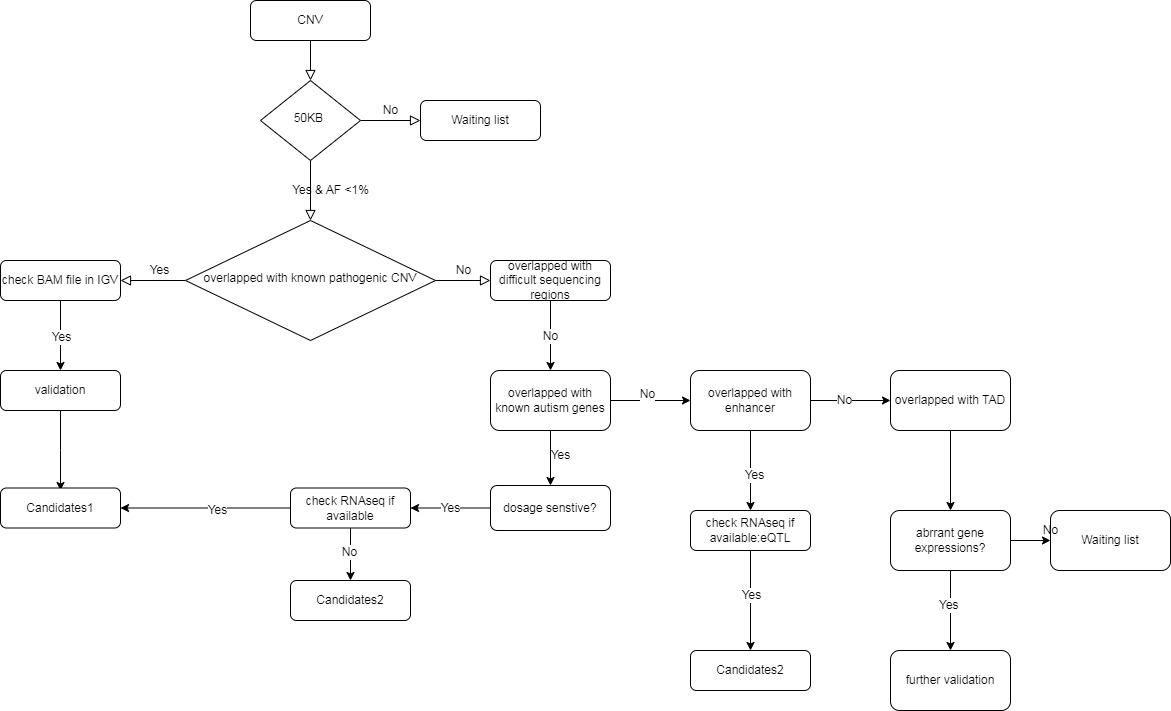 CNV
50KB
No
Waiting list
Yes & AF <1%
check BAM file in IGV
Yes
overlapped with known pathogenic CNV
No
overlapped with
difficult sequencing
regions
Yes
No
validation
overlapped with
known autism genes
No
overlapped with
enhancer
No
overlapped with TAD
Yes
Yes
Candidates1
Yes
check RNAseq if
available
Yes
dosage senstive?
check RNAseq if
available:eQTL
abrrant gene
expressions?
No
Waiting list
No
Candidates2
Yes
Yes
Candidates2
further validation